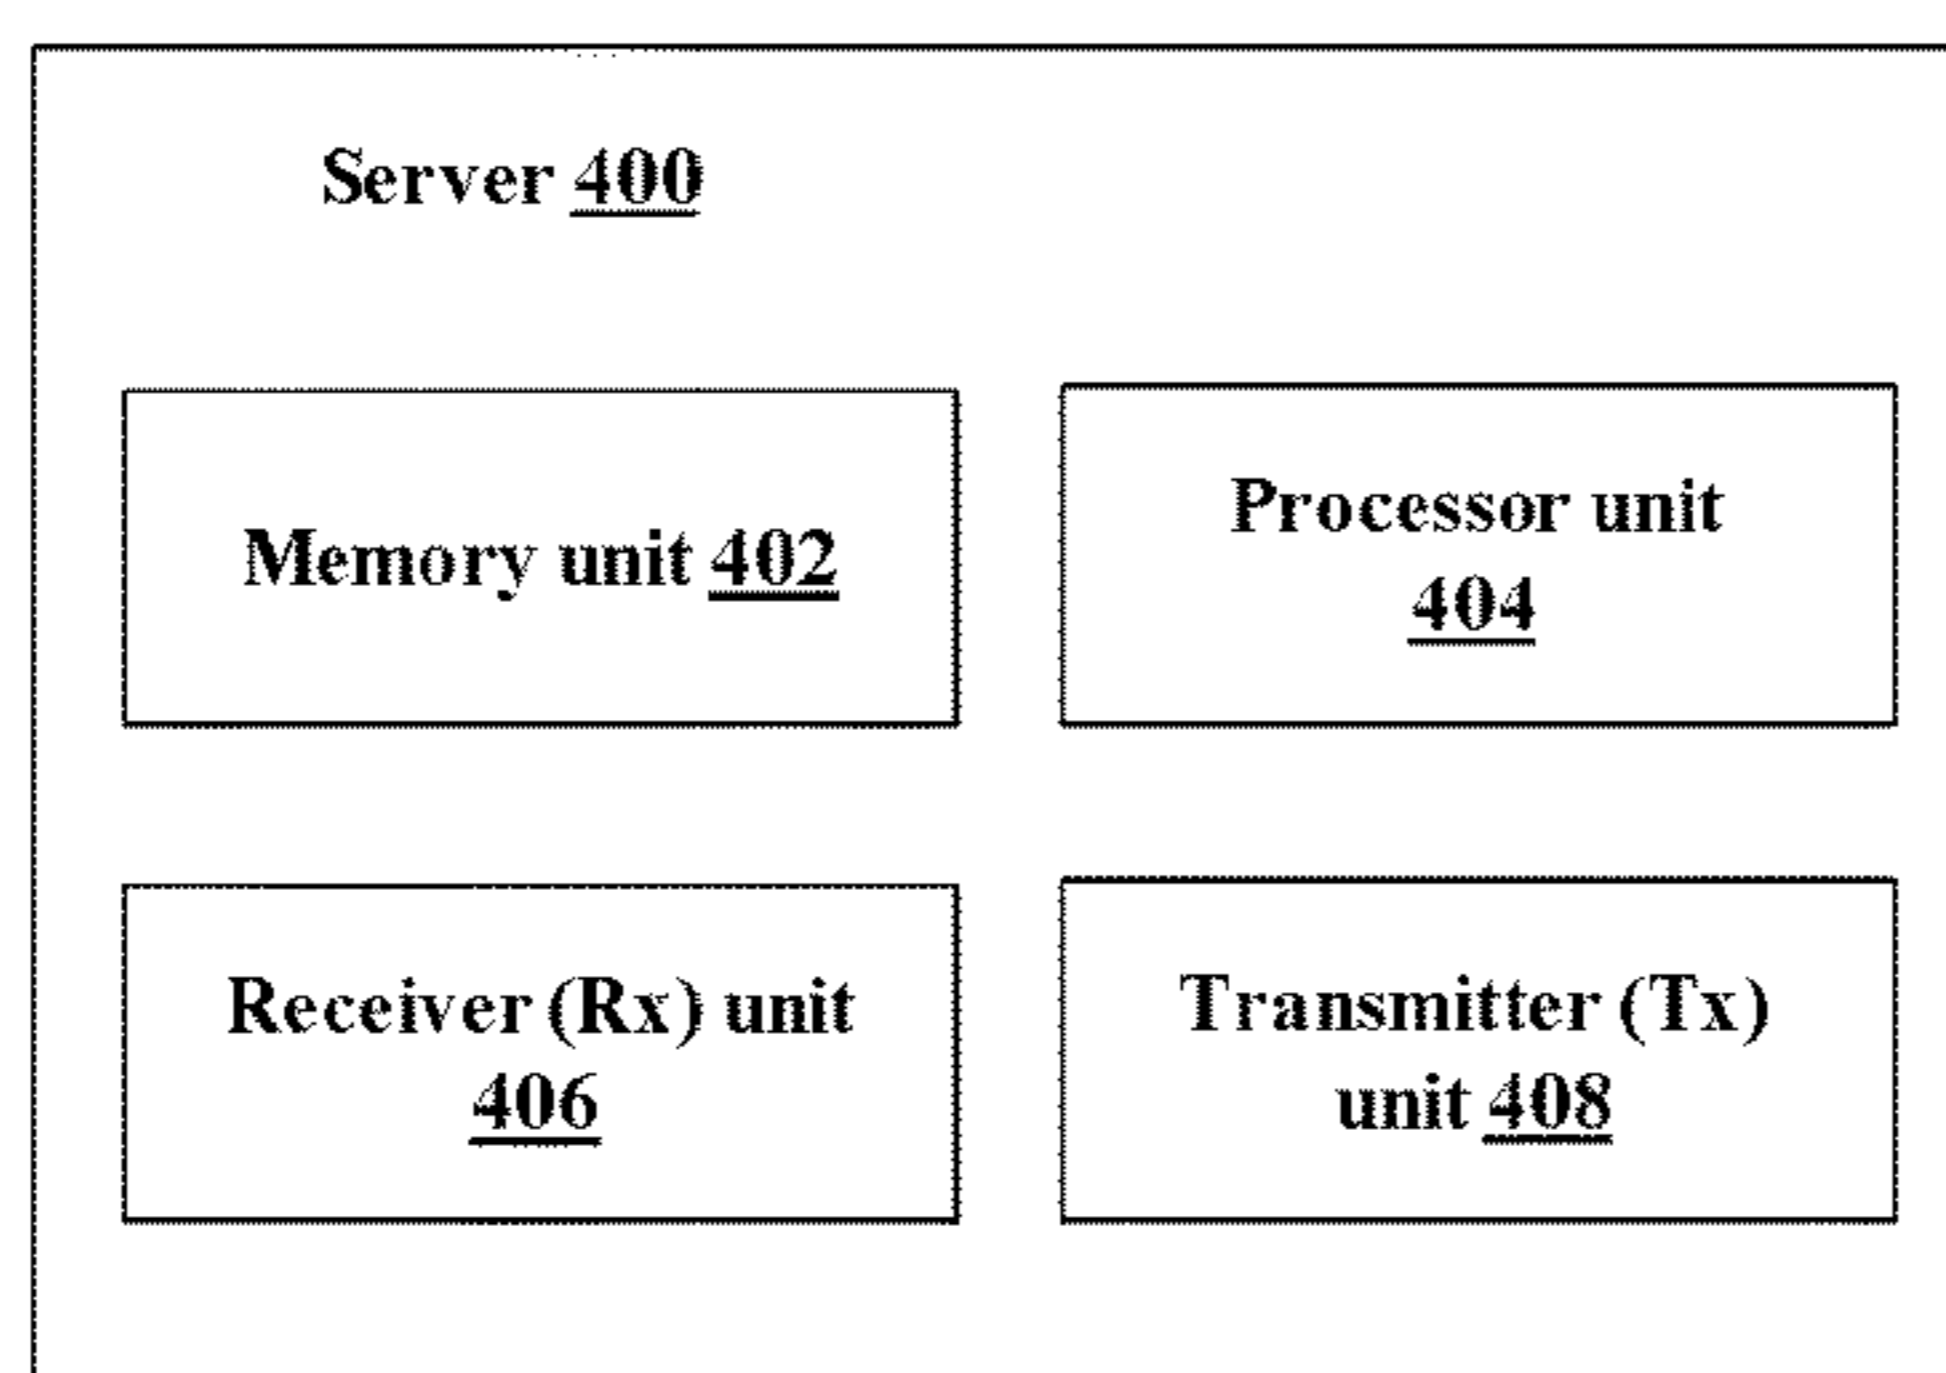 Server 400
Memory unit 402
Processor unit
404
Receiver (Rx) unit
406
Transmitter (Tx)
unit 408